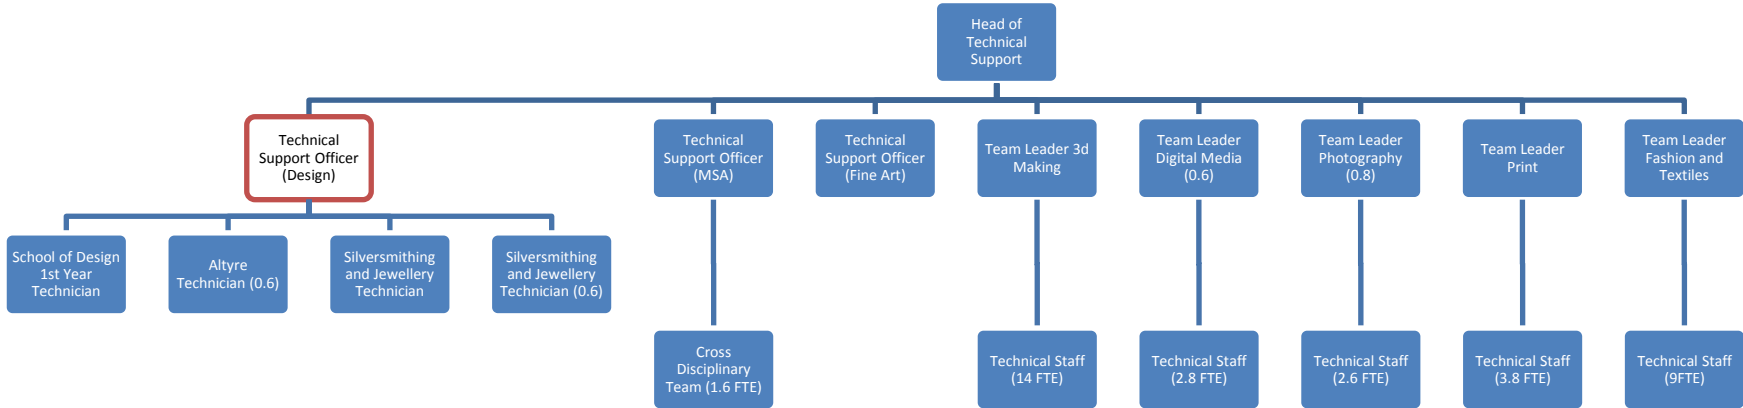 Head of
Technical
Support
Technical
Support Officer
(Design)
Technical
Support Officer
(MSA)
Technical
Support Officer
(Fine Art)
Team Leader 3d
Making
Team Leader
Digital Media
(0.6)
Team Leader
Photography
(0.8)
Team Leader
Print
Team Leader
Fashion and
Textiles
School of Design
1st Year
Technician
Altyre
Technician (0.6)
Silversmithing
and Jewellery
Technician
Silversmithing
and Jewellery
Technician (0.6)
Cross
Disciplinary
Team (1.6 FTE)
Technical Staff
(14 FTE)
Technical Staff
(2.8 FTE)
Technical Staff
(2.6 FTE)
Technical Staff
(3.8 FTE)
Technical Staff
(9FTE)